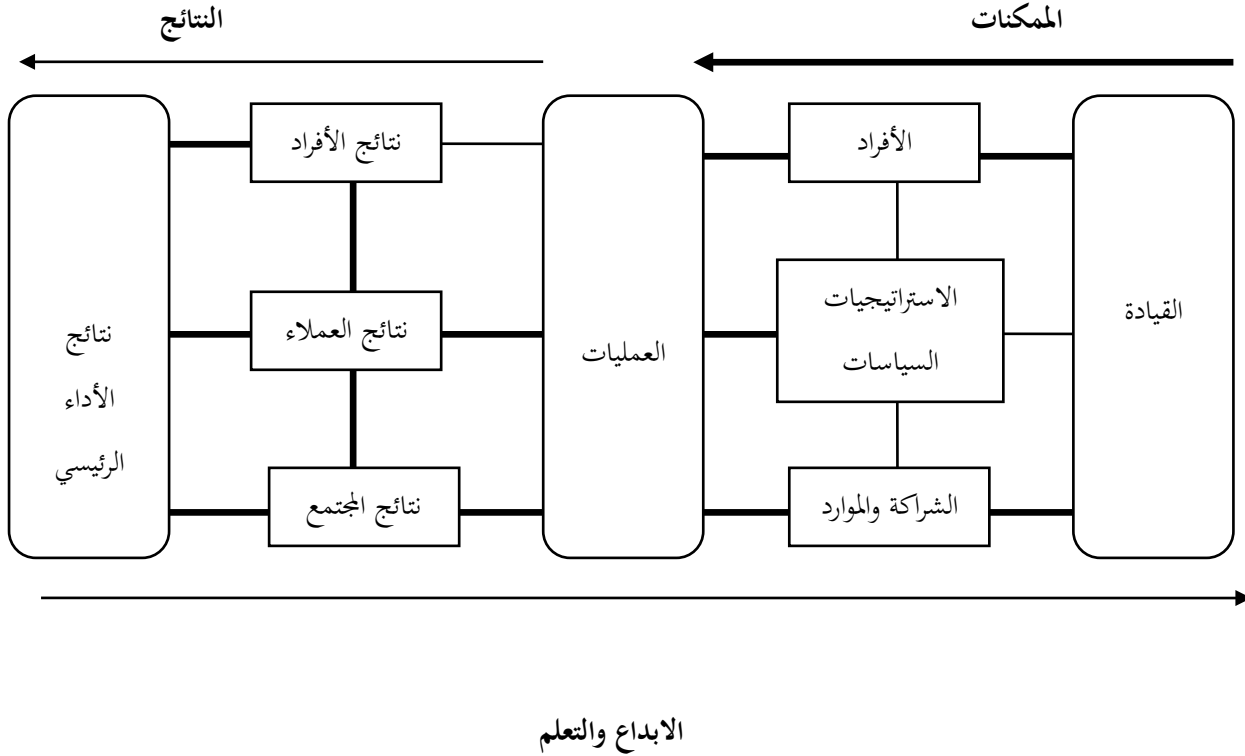 الممكنات
النتائج
القيادة
الأفراد
الاستراتيجيات
السياسات
الشراكة والموارد
العمليات
نتائج الأفراد
نتائج العملاء
نتائج المجتمع
نتائج
الأداء
الرئيسي
الابداع والتعلم